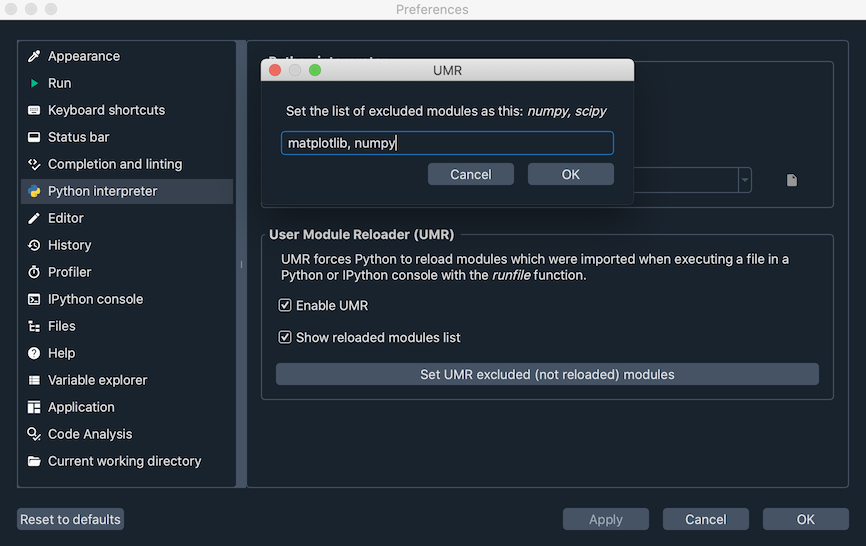 Preferences
Appearance
Run
Keyboard shortcuts
Status bar
Completion and linting
Python interpreter
Editor
History
Profiler
IPython console
Files
Help
Variable explorer
Application
Code Analysis
Current working directory
UMR
Set the list of excluded modules as this: numpy, scipy
matplotlib, numpy
Cancel
OK
User Module Reloader (UMR)
UMR forces Python to reload modules which were imported when executing a file in a
Python or IPython console with the runfile function.
Enable UMR
Show reloaded modules list
Set UMR excluded (not reloaded) modules
Reset to defaults
Apply
Cancel
OK